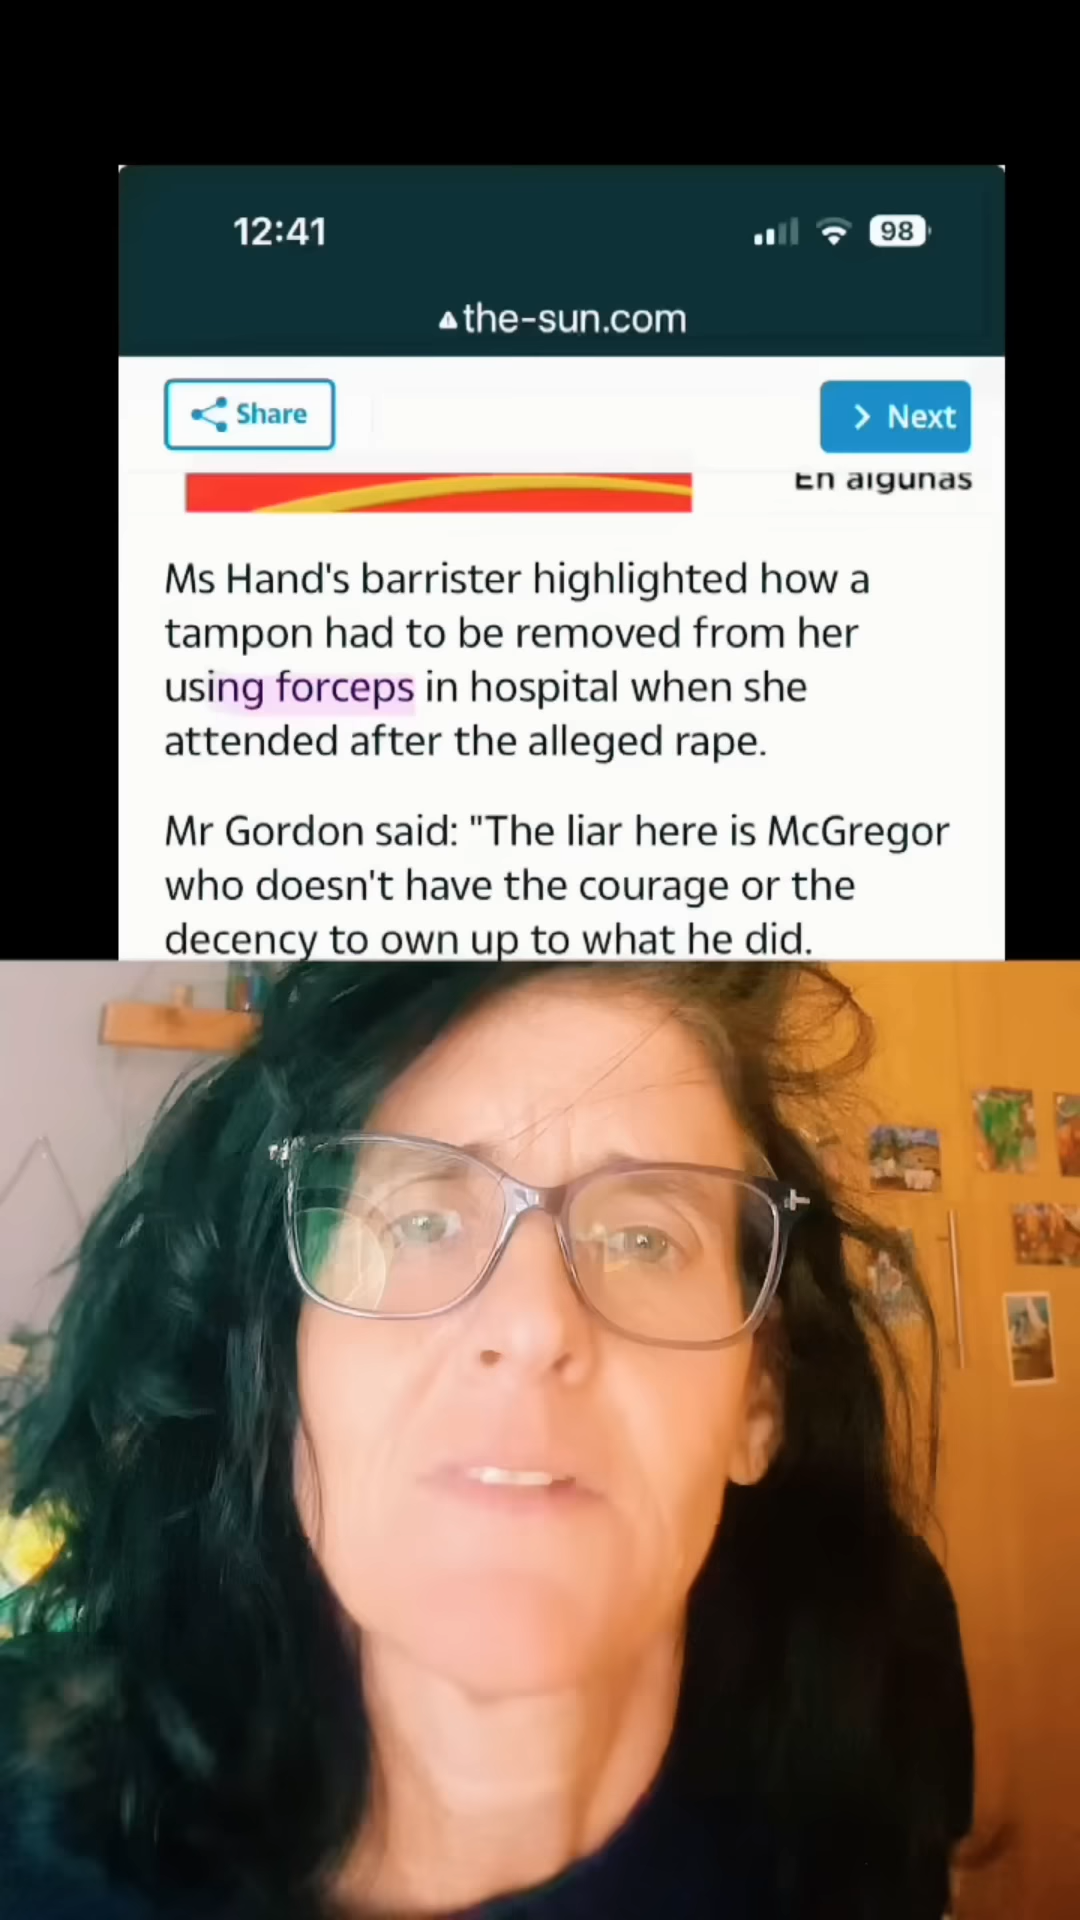 12:41
98
the-sun.com
Share
Next
En algunas
Ms Hand's barrister highlighted how a
tampon had to be removed from her
using forceps in hospital when she
attended after the alleged rape.
Mr Gordon said: "The liar here is McGregor
who doesn't have the courage or the
decency to own up to what he did.